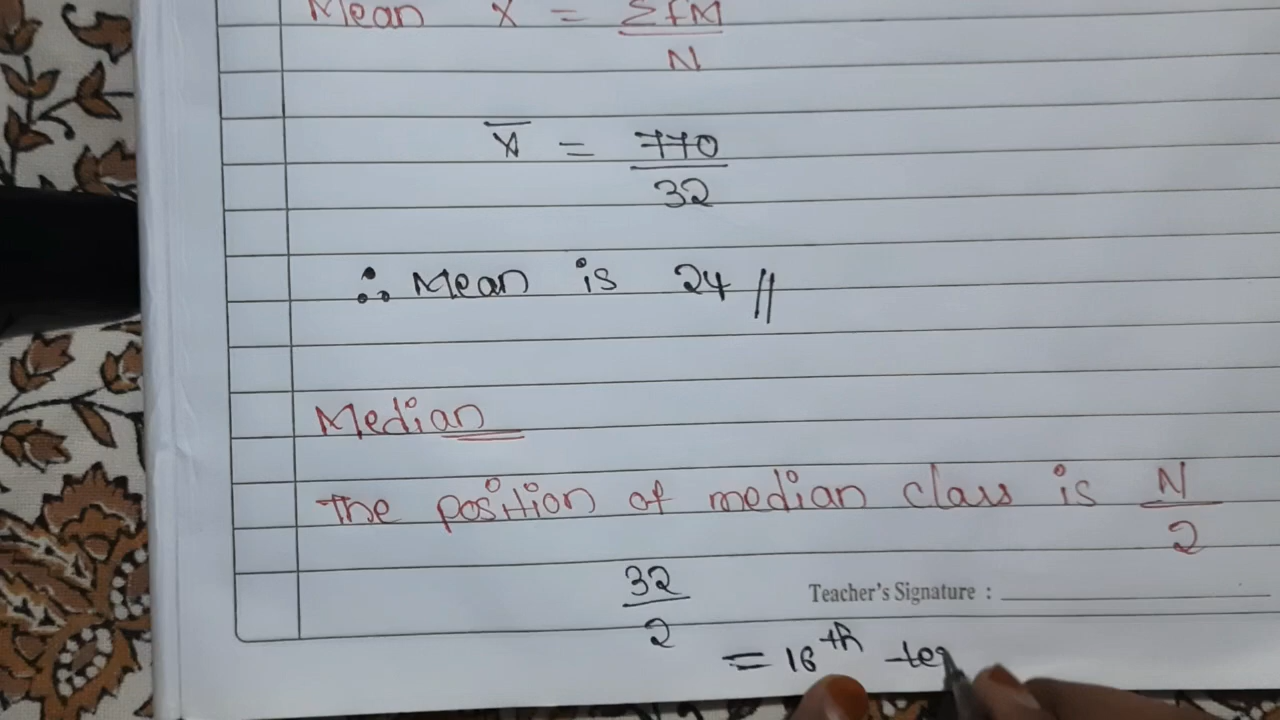 Mean X = ΣfM
N
X̄ = 770
32
∴ Mean is 24 //
Median
The position of median class is N
2
32
2
Teacher's Signature :
= 16th ter